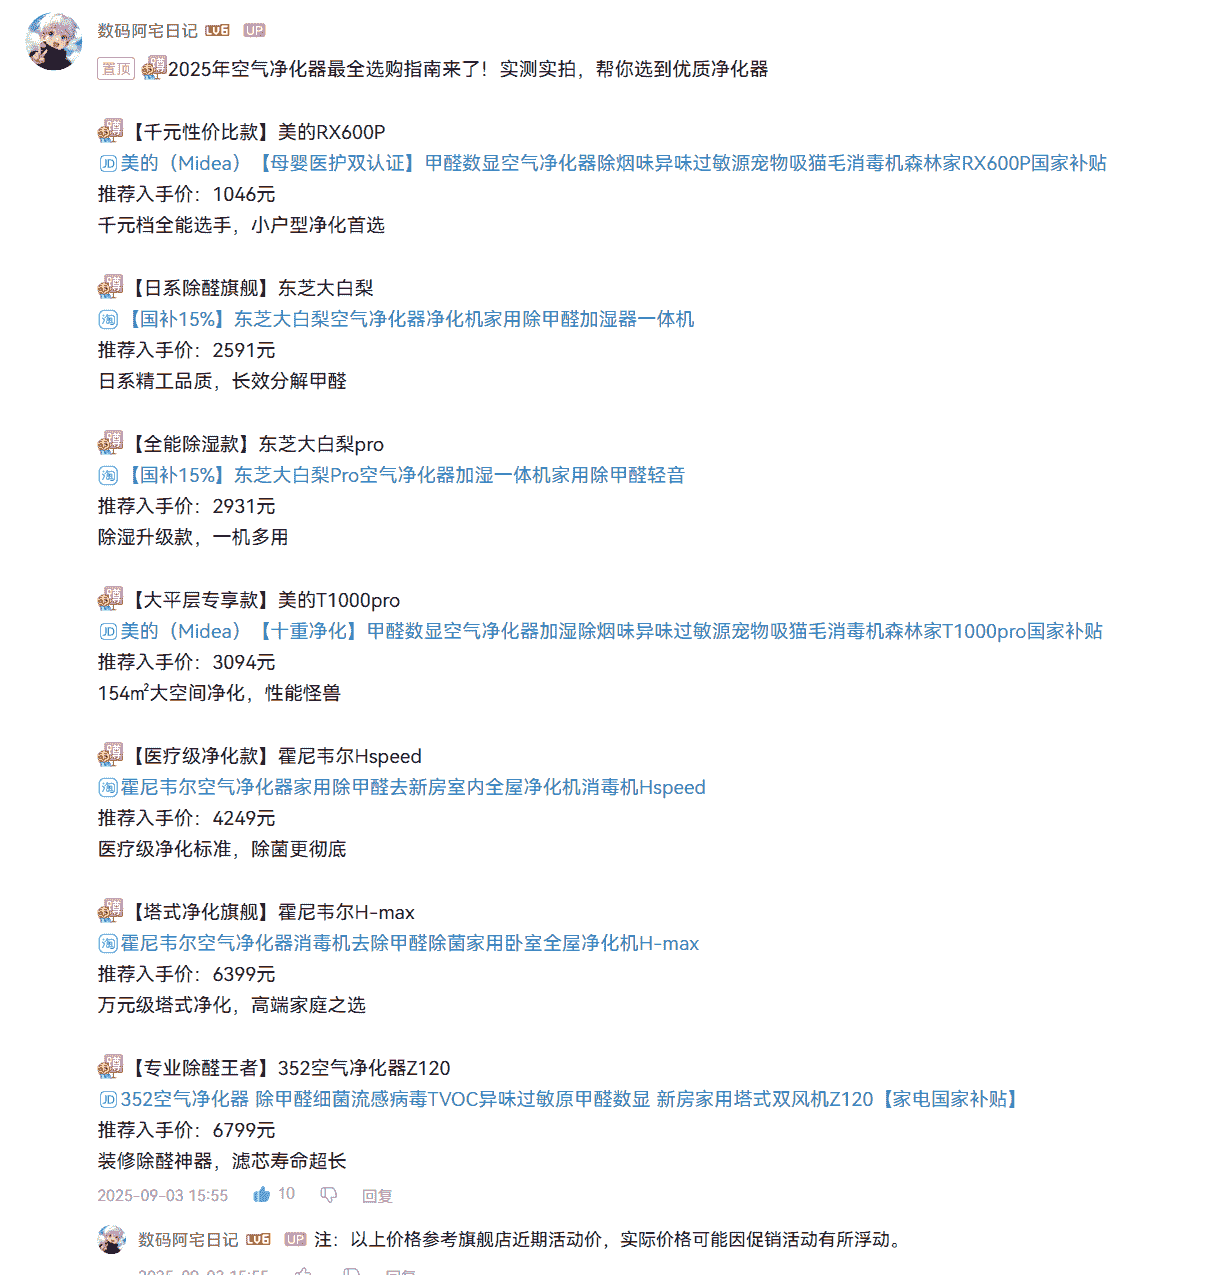 数码阿宅日记 LV6 UP
置顶 蹲2025年空气净化器最全选购指南来了！实测实拍，帮你选到优质净化器
蹲【千元性价比款】美的RX600P
JD美的（Midea）【母婴医护双认证】甲醛数显空气净化器除烟味异味过敏源宠物吸猫毛消毒机森林家RX600P国家补贴
推荐入手价：1046元
千元档全能选手，小户型净化首选
蹲【日系除醛旗舰】东芝大白梨
淘【国补15%】东芝大白梨空气净化器净化机家用除甲醛加湿器一体机
推荐入手价：2591元
日系精工品质，长效分解甲醛
蹲【全能除湿款】东芝大白梨pro
淘【国补15%】东芝大白梨Pro空气净化器加湿一体机家用除甲醛轻音
推荐入手价：2931元
除湿升级款，一机多用
蹲【大平层专享款】美的T1000pro
JD美的（Midea）【十重净化】甲醛数显空气净化器加湿除烟味异味过敏源宠物吸猫毛消毒机森林家T1000pro国家补贴
推荐入手价：3094元
154㎡大空间净化，性能怪兽
蹲【医疗级净化款】霍尼韦尔Hspeed
淘霍尼韦尔空气净化器家用除甲醛去新房室内全屋净化机消毒机Hspeed
推荐入手价：4249元
医疗级净化标准，除菌更彻底
蹲【塔式净化旗舰】霍尼韦尔H-max
淘霍尼韦尔空气净化器消毒机去除甲醛除菌家用卧室全屋净化机H-max
推荐入手价：6399元
万元级塔式净化，高端家庭之选
蹲【专业除醛王者】352空气净化器Z120
JD352空气净化器 除甲醛细菌流感病毒TVOC异味过敏原甲醛数显 新房家用塔式双风机Z120【家电国家补贴】
推荐入手价：6799元
装修除醛神器，滤芯寿命超长
2025-09-03 15:55 10 回复
数码阿宅日记 LV6 UP 注：以上价格参考旗舰店近期活动价，实际价格可能因促销活动有所浮动。
2025-09-03 15:55 回复